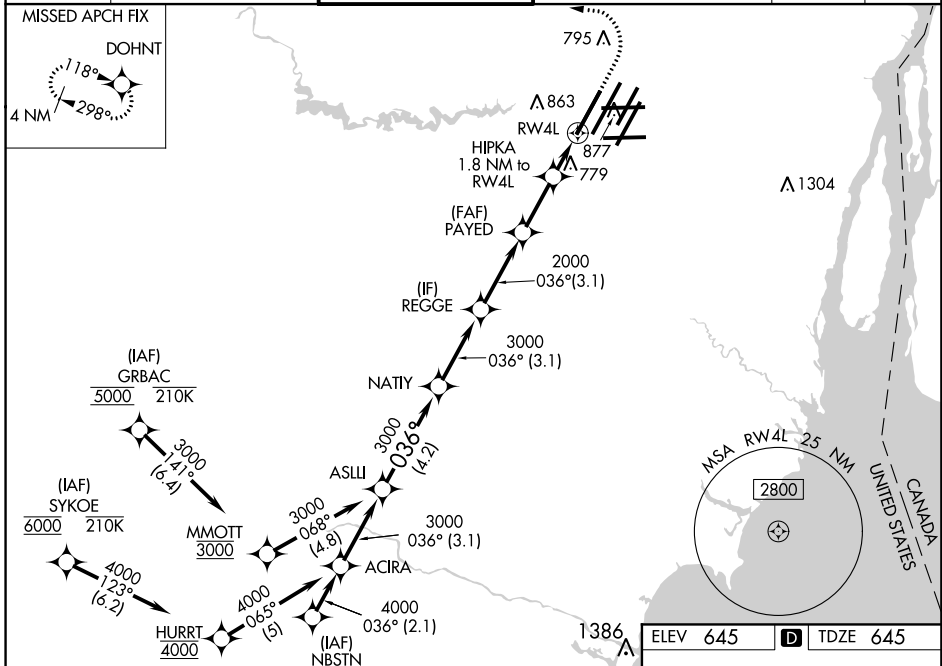 MISSED APCH FIX
DOHNT
118°
298°
4 NM
795
863
RW4L
877
HIPKA
1.8 NM to
RW4L
779
1304
(FAF)
PAYED
2000
036°(3.1)
(IF)
REGGE
3000
036° (3.1)
NATIY
(IAF)
GRBAC
5000 210K
3000
141°
(6.4)
3000
036°
(4.2)
ASLLI
(IAF)
SYKOE
6000 210K
MMOTT
3000
3000
068°
(4.8)
3000
036° (3.1)
ACIRA
4000
123°
(6.2)
4000
065°
(5)
4000
036° (2.1)
HURRT
4000
(IAF)
NBSTN
MSA RW4L 25 NM
2800
CANADA
UNITED STATES
1386
ELEV 645 D TDZE 645